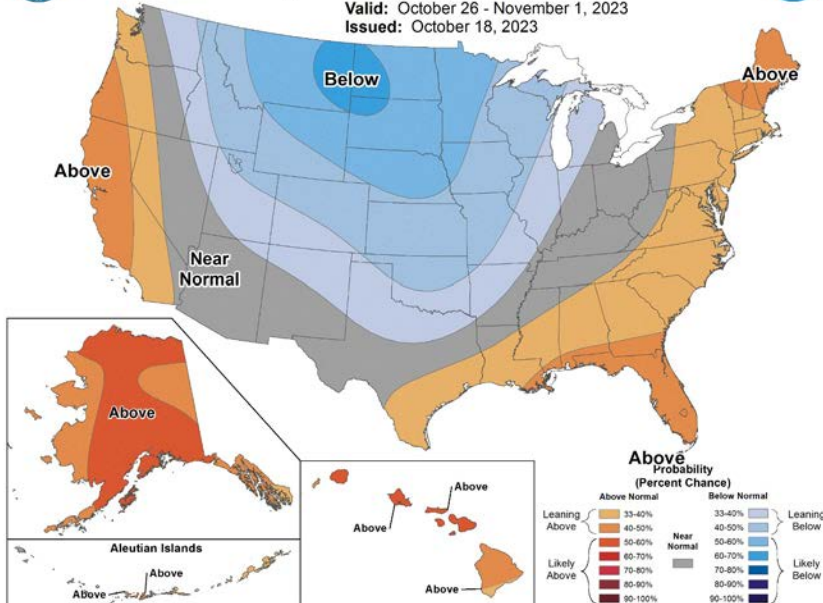 Valid: October 26 - November 1, 2023
Issued: October 18, 2023
Below
Above
Above
Near
Normal
Above
Above
Probability
(Percent Chance)
Above Normal
Below Normal
Leaning
Above
33-40%
40-50%
Likely
Above
50-60%
60-70%
70-80%
80-90%
90-100%
Near
Normal
33-40%
40-50%
Leaning
Below
50-60%
60-70%
70-80%
80-90%
90-100%
Likely
Below
Above
Above
Above
Aleutian Islands
Above
Above